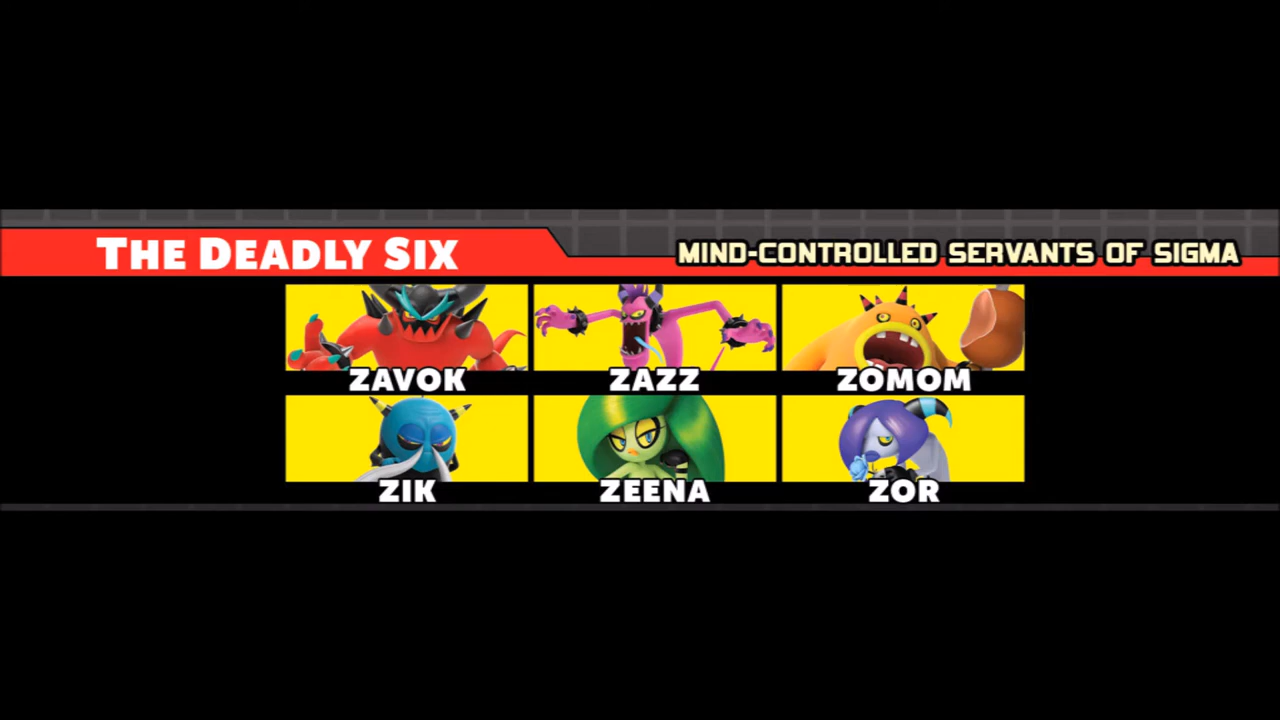 THE DEADLY SIX
MIND-CONTROLLED SERVANTS OF SIGMA
ZAVOK ZAZZ ZOMOM
ZIK ZEENA ZOR